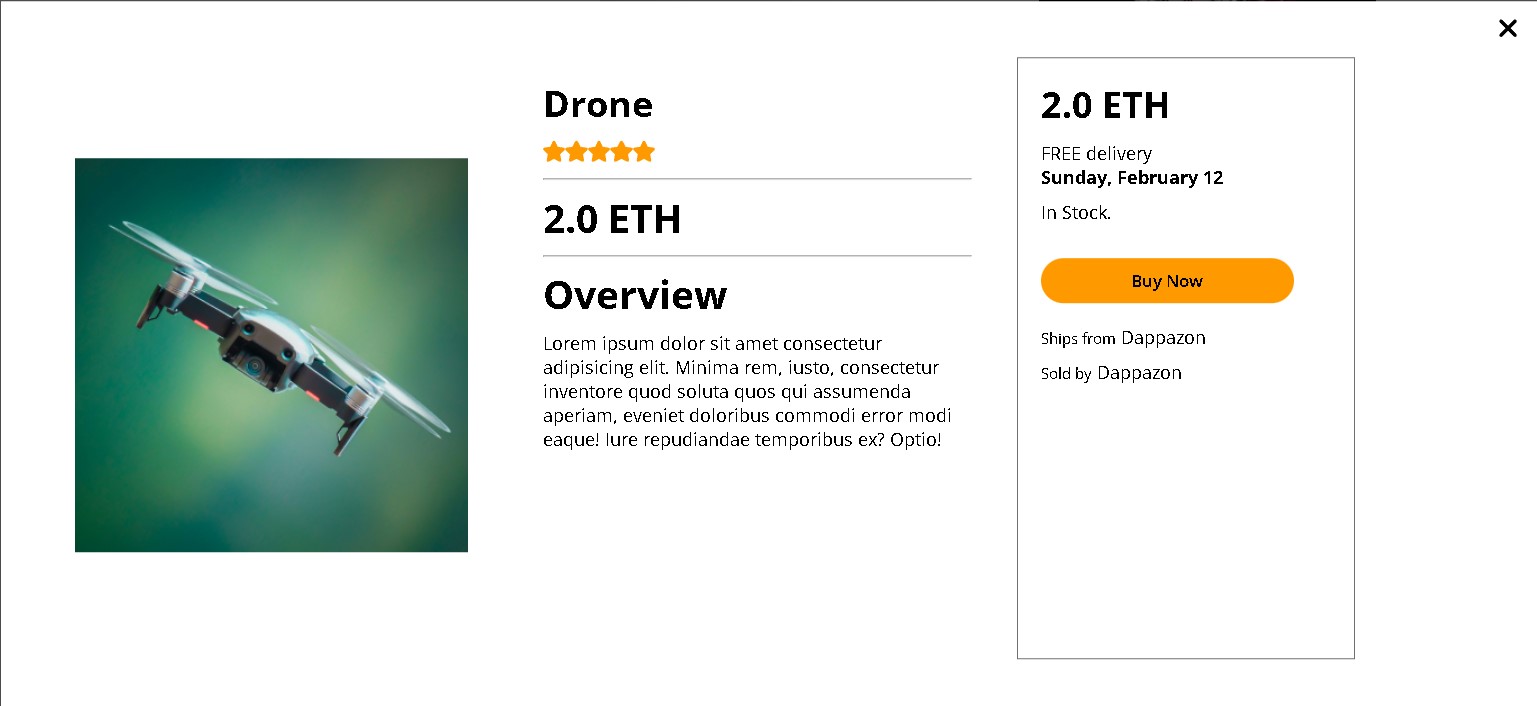 Drone
2.0 ETH
Overview
Lorem ipsum dolor sit amet consectetur
adipisicing elit. Minima rem, iusto, consectetur
inventore quod soluta quos qui assumenda
aperiam, eveniet doloribus commodi error modi
eaque! Iure repudiandae temporibus ex? Optio!
2.0 ETH
FREE delivery
Sunday, February 12
In Stock.
Buy Now
Ships from Dappazon
Sold by Dappazon